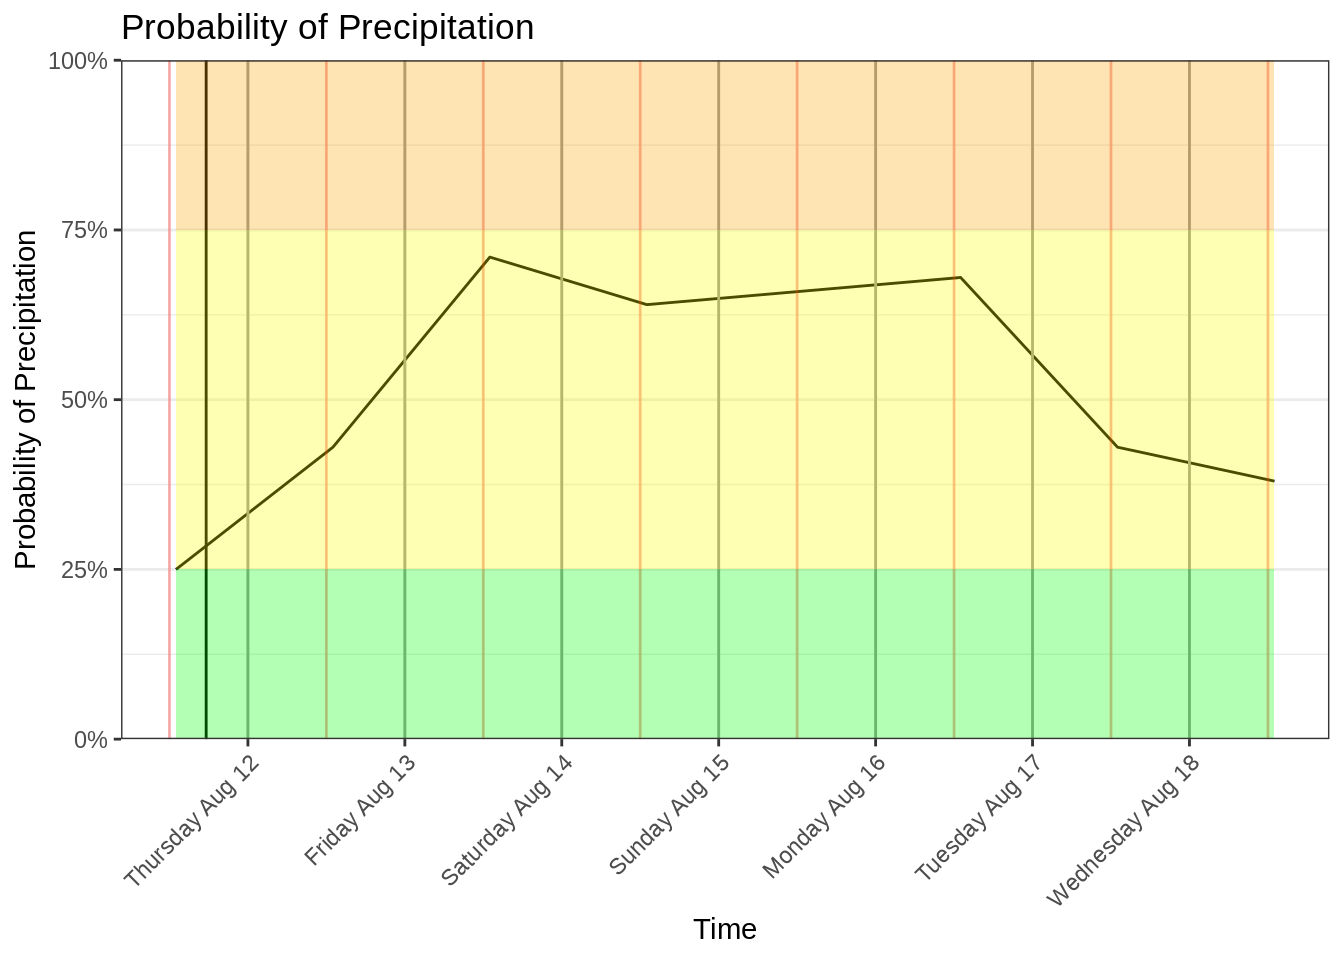 Probability of Precipitation
Probability of Precipitation
100%
75%
50%
25%
0%
Thursday Aug 12
Friday Aug 13
Saturday Aug 14
Sunday Aug 15
Monday Aug 16
Tuesday Aug 17
Wednesday Aug 18
Time